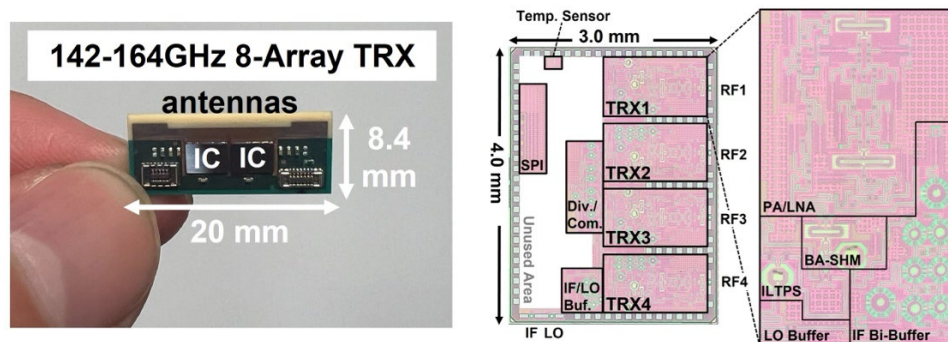 142-164GHz 8-Array TRX
antennas
IC IC
8.4
mm
20 mm
Temp. Sensor
3.0 mm
4.0 mm
SPI
Unused Area
Div./
Com.
IF/LO
Buf.
TRX1
TRX2
TRX3
TRX4
RF1
RF2
RF3
RF4
IF LO
PA/LNA
BA-SHM
ILTPS
LO Buffer
IF Bi-Buffer